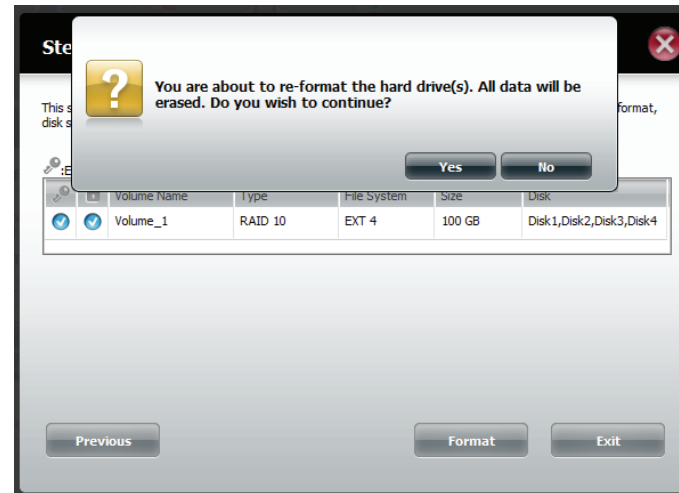 Ste
You are about to re-format the hard drive(s). All data will be
erased. Do you wish to continue?
This s
format,
disk s
:E
Yes No
Volume Name Type File System Size Disk
Volume_1 RAID 10 EXT 4 100 GB Disk1,Disk2,Disk3,Disk4
Previous Format Exit